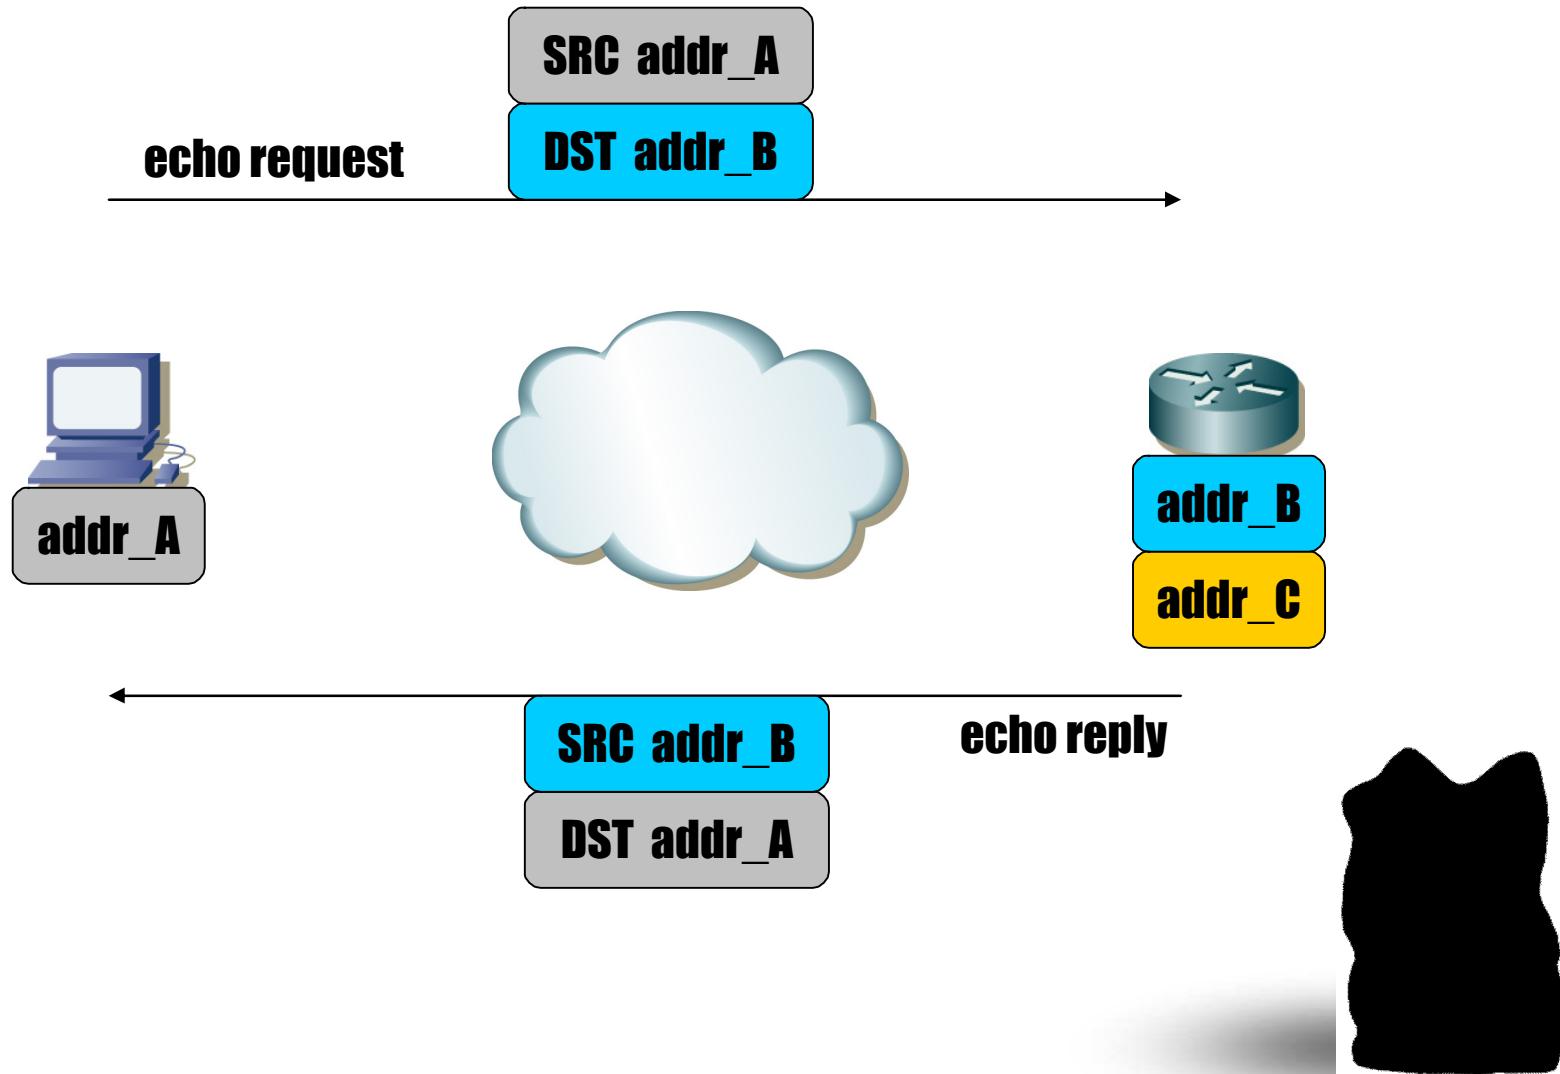 SRC addr_A
echo request
DST addr_B
addr_A
addr_B
addr_C
SRC addr_B
echo reply
DST addr_A